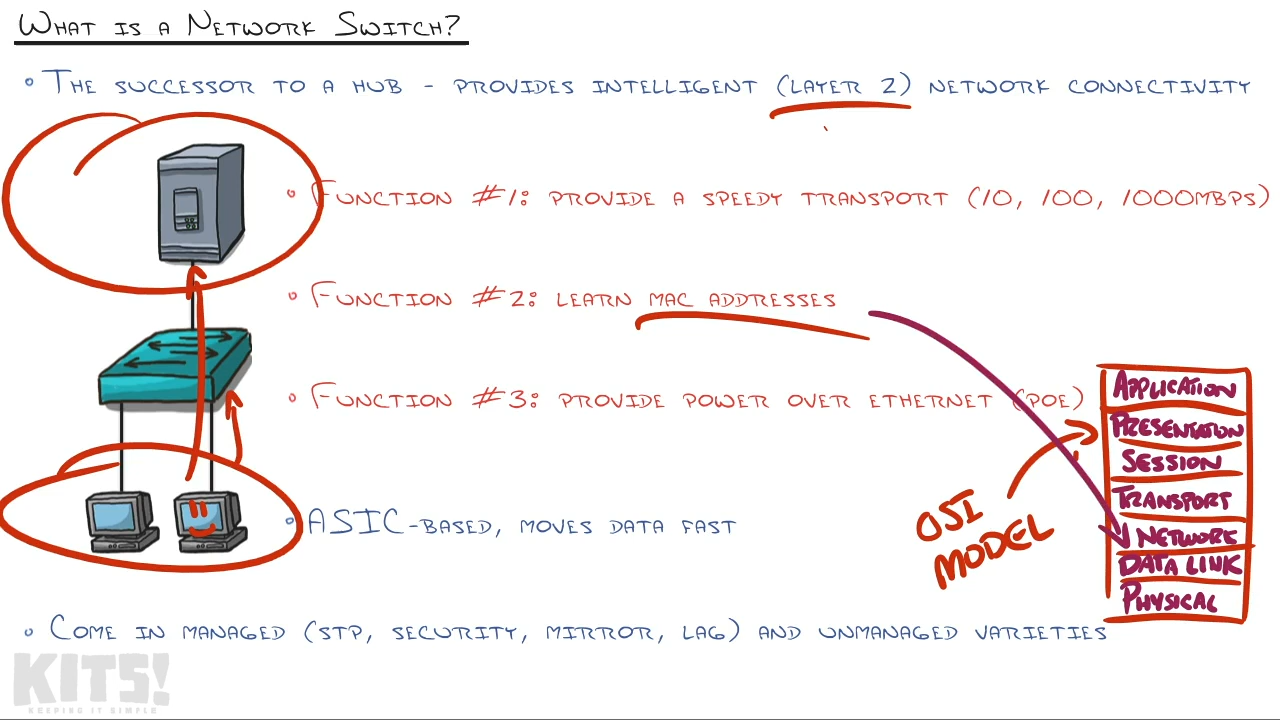 What is a Network Switch?
• The successor to a hub - provides intelligent (layer 2) network connectivity
• Function #1: provide a speedy transport (10, 100, 1000mbps)
• Function #2: learn MAC addresses
• Function #3: provide power over ethernet (PoE)
Application
Presentation
Session
Transport
Network
Data Link
Physical
OSI
Model
• ASIC-based, moves data fast
• Come in managed (STP, security, mirror, LAG) and unmanaged varieties
KITS!
KEEPING IT SIMPLE